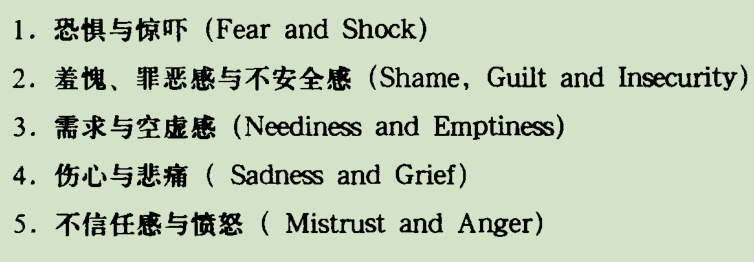 1. 恐惧与惊吓 (Fear and Shock)
2. 羞愧、罪恶感与不安全感 (Shame, Guilt and Insecurity)
3. 需求与空虚感 (Neediness and Emptiness)
4. 伤心与悲痛 ( Sadness and Grief)
5. 不信任感与愤怒 ( Mistrust and Anger)